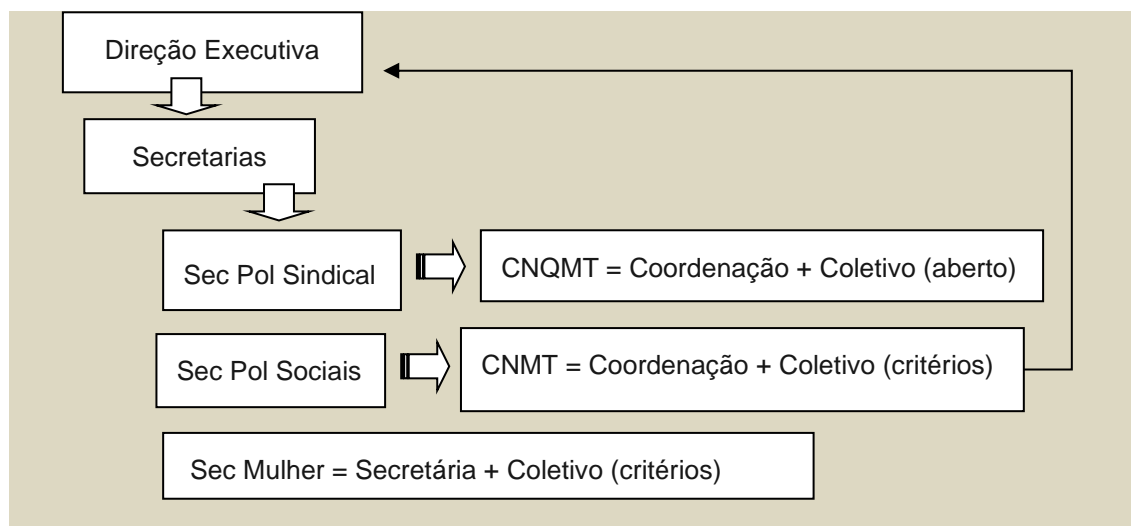 Direção Executiva
Secretarias
Sec Pol Sindical
CNQMT = Coordenação + Coletivo (aberto)
Sec Pol Sociais
CNMT = Coordenação + Coletivo (critérios)
Sec Mulher = Secretária + Coletivo (critérios)